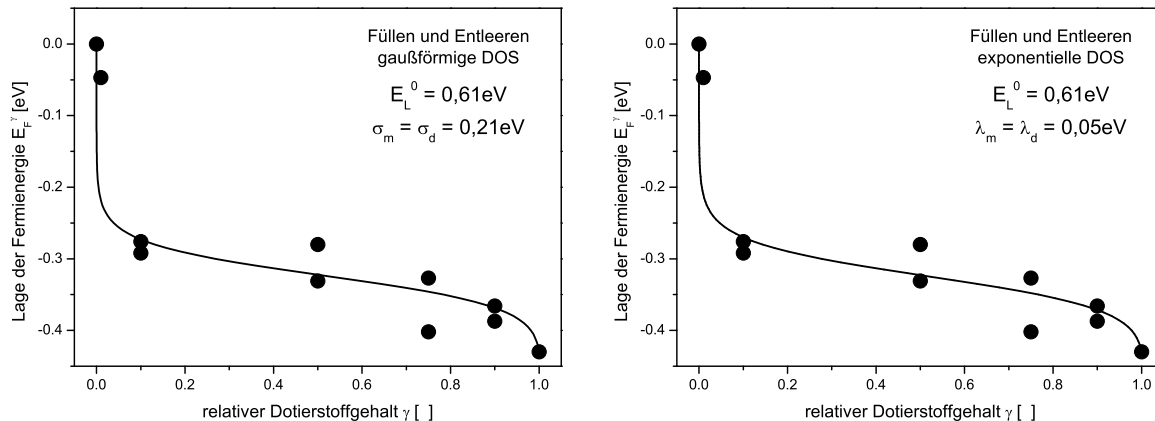 Füllen und Entleeren
gaußförmige DOS
E_L^0 = 0,61eV
σ_m = σ_d = 0,21eV
Lage der Fermienergie E_F^γ [eV]
0.0
-0.1
-0.2
-0.3
-0.4
0.0 0.2 0.4 0.6 0.8 1.0
relativer Dotierstoffgehalt γ [ ]
Füllen und Entleeren
exponentielle DOS
E_L^0 = 0,61eV
λ_m = λ_d = 0,05eV
Lage der Fermienergie E_F^γ [eV]
0.0
-0.1
-0.2
-0.3
-0.4
0.0 0.2 0.4 0.6 0.8 1.0
relativer Dotierstoffgehalt γ [ ]